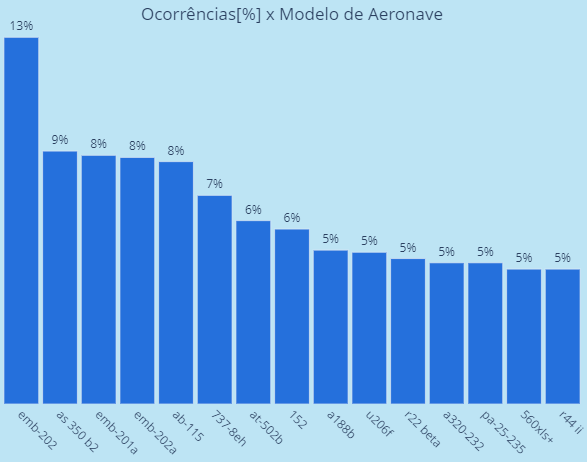 Ocorrências[%] x Modelo de Aeronave
13%
9%
8%
8%
8%
7%
6%
6%
5%
5%
5%
5%
5%
5%
5%
emb-202
as 350 b2
emb-201a
emb-202a
ab-115
737-8eh
at-502b
152
a188b
u206f
r22 beta
a320-232
pa-25-235
560xls+
r44 ii